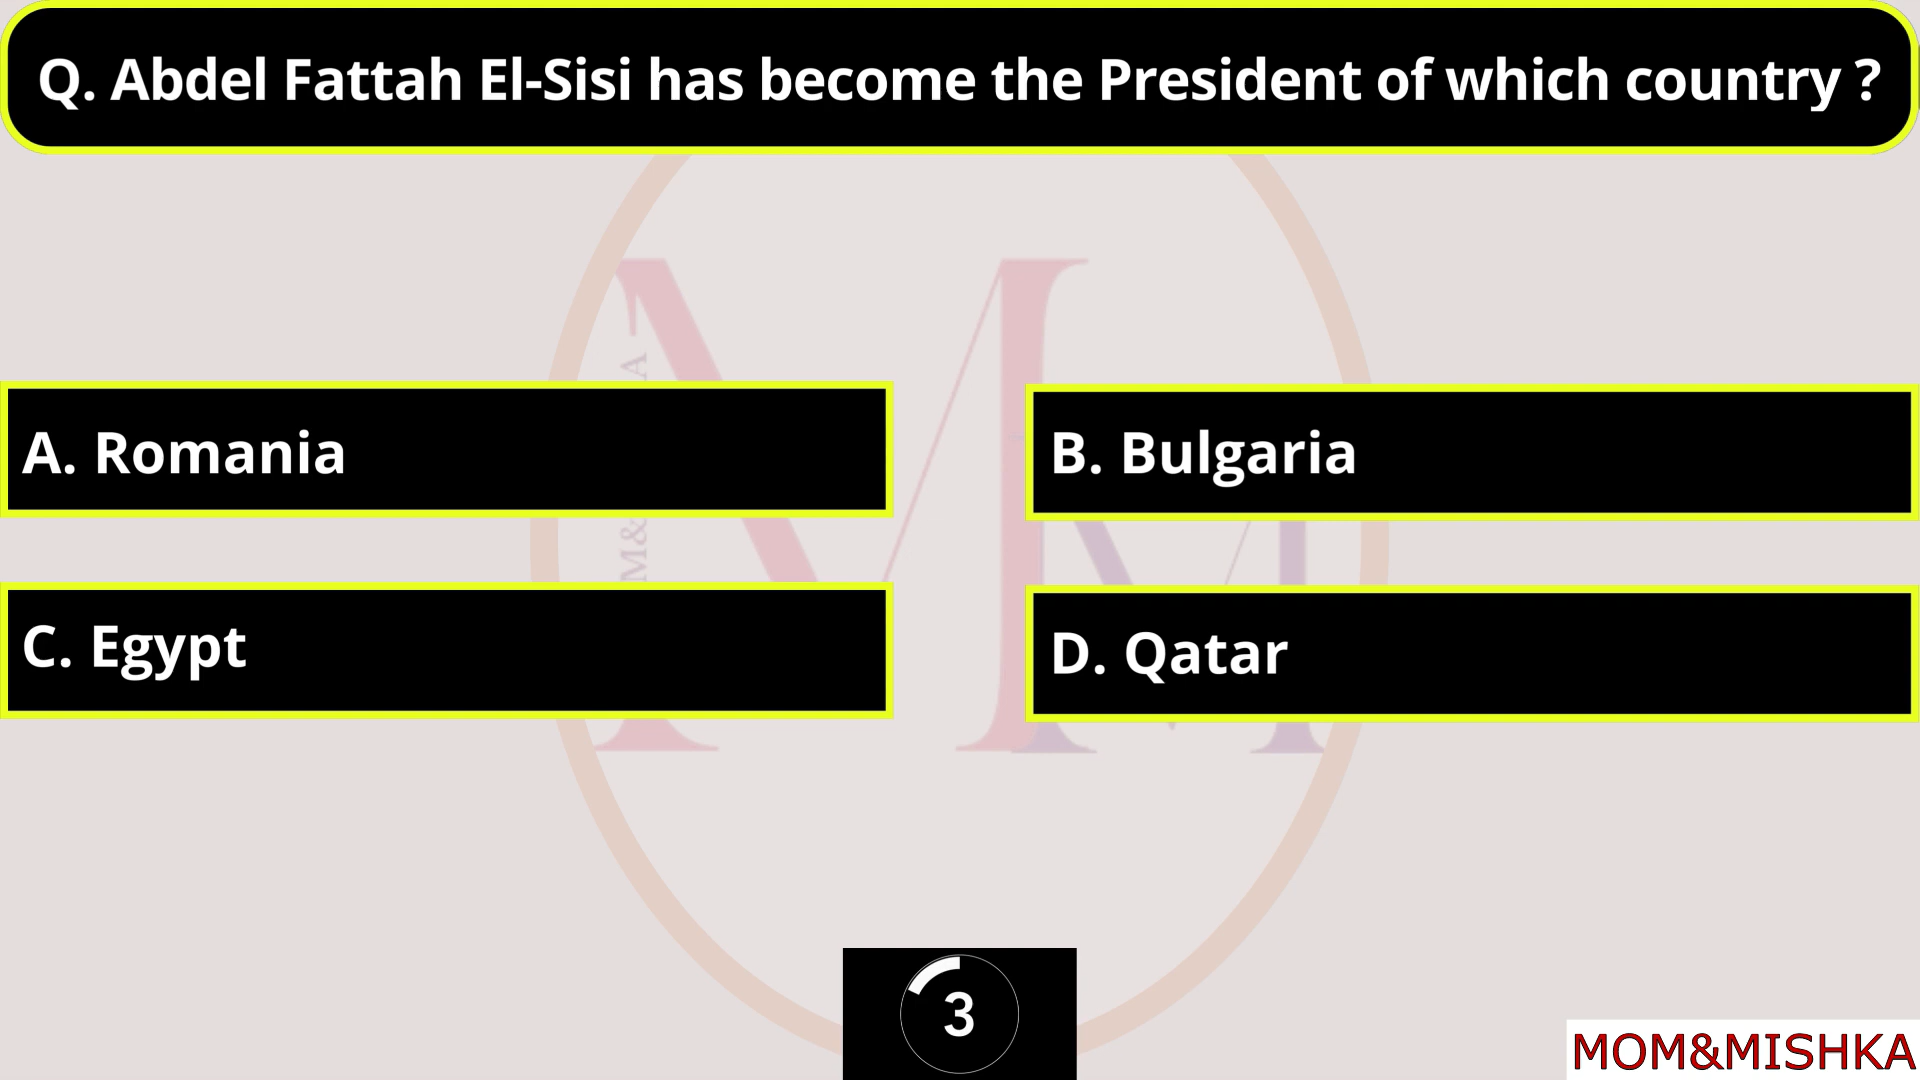 Q. Abdel Fattah El-Sisi has become the President of which country ?
A. Romania
B. Bulgaria
C. Egypt
D. Qatar
M&
A
3
MOM&MISHKA